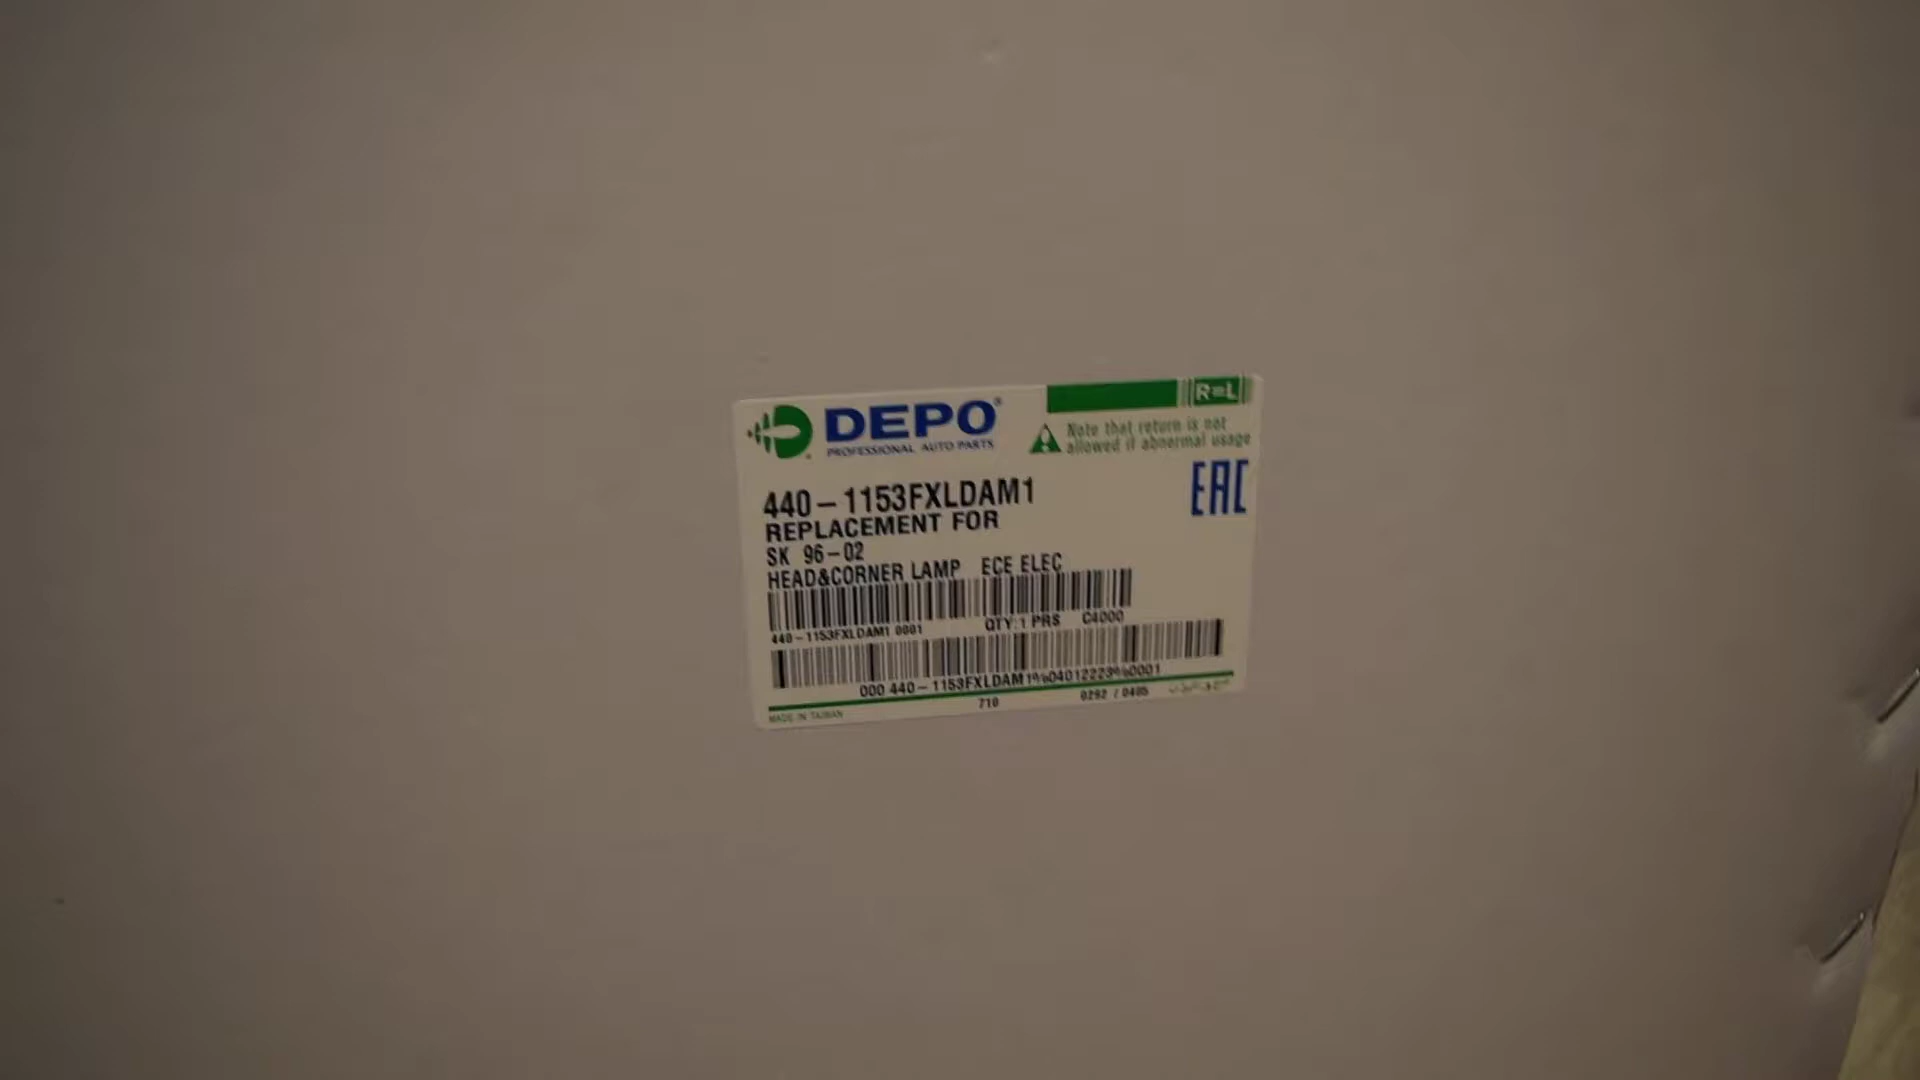 DEPO®
PROFESSIONAL AUTO PARTS
R=L
Note that return is not
allowed if abnormal usage
EAC
440-1153FXLDAM1
REPLACEMENT FOR
SK 96-02
HEAD&CORNER LAMP ECE ELEC
440-1153FXLDAM1 0001 QTY:1 PRS C4000
000 440-1153FXLDAM1%04012223%0001
MADE IN TAIWAN 710 0292 / 0405